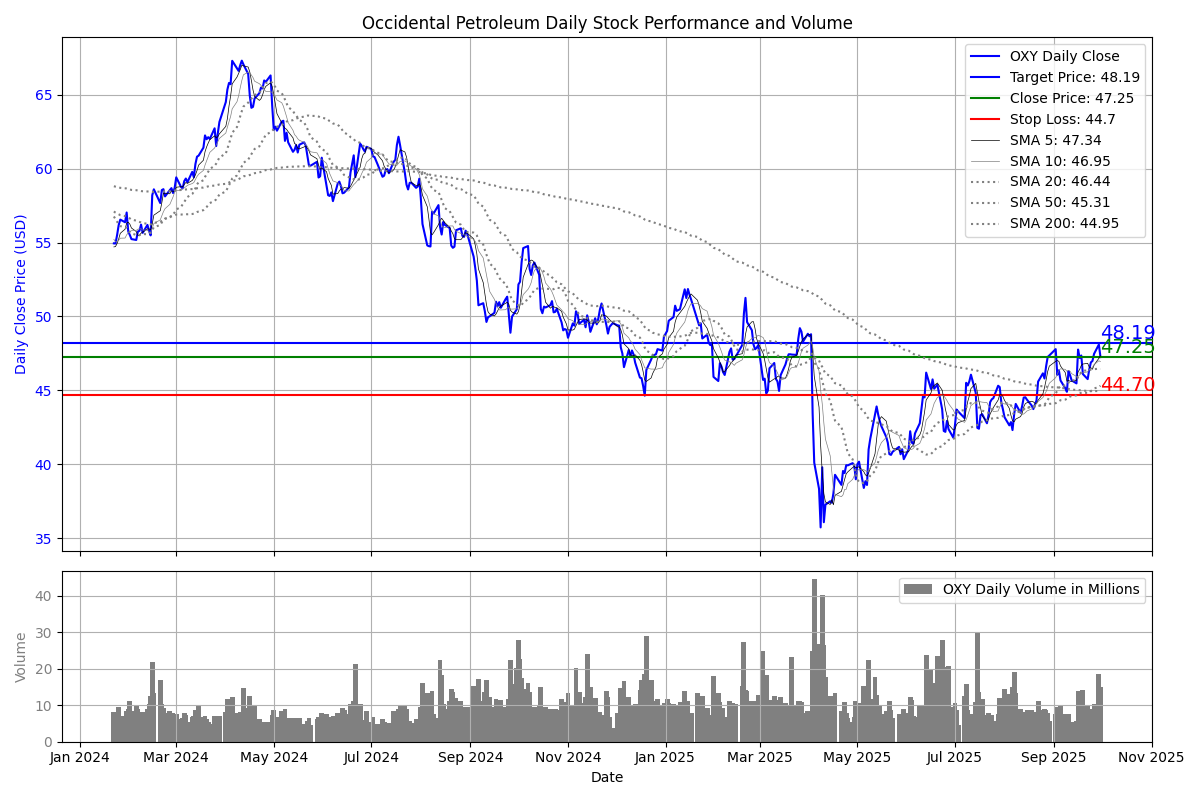 Occidental Petroleum Daily Stock Performance and Volume
Daily Close Price (USD)
65
60
55
50
45
40
35
OXY Daily Close
Target Price: 48.19
Close Price: 47.25
Stop Loss: 44.7
SMA 5: 47.34
SMA 10: 46.95
SMA 20: 46.44
SMA 50: 45.31
SMA 200: 44.95
48.19
47.25
44.70
Volume
40
30
20
10
0
OXY Daily Volume in Millions
Jan 2024 Mar 2024 May 2024 Jul 2024 Sep 2024 Nov 2024 Jan 2025 Mar 2025 May 2025 Jul 2025 Sep 2025 Nov 2025
Date